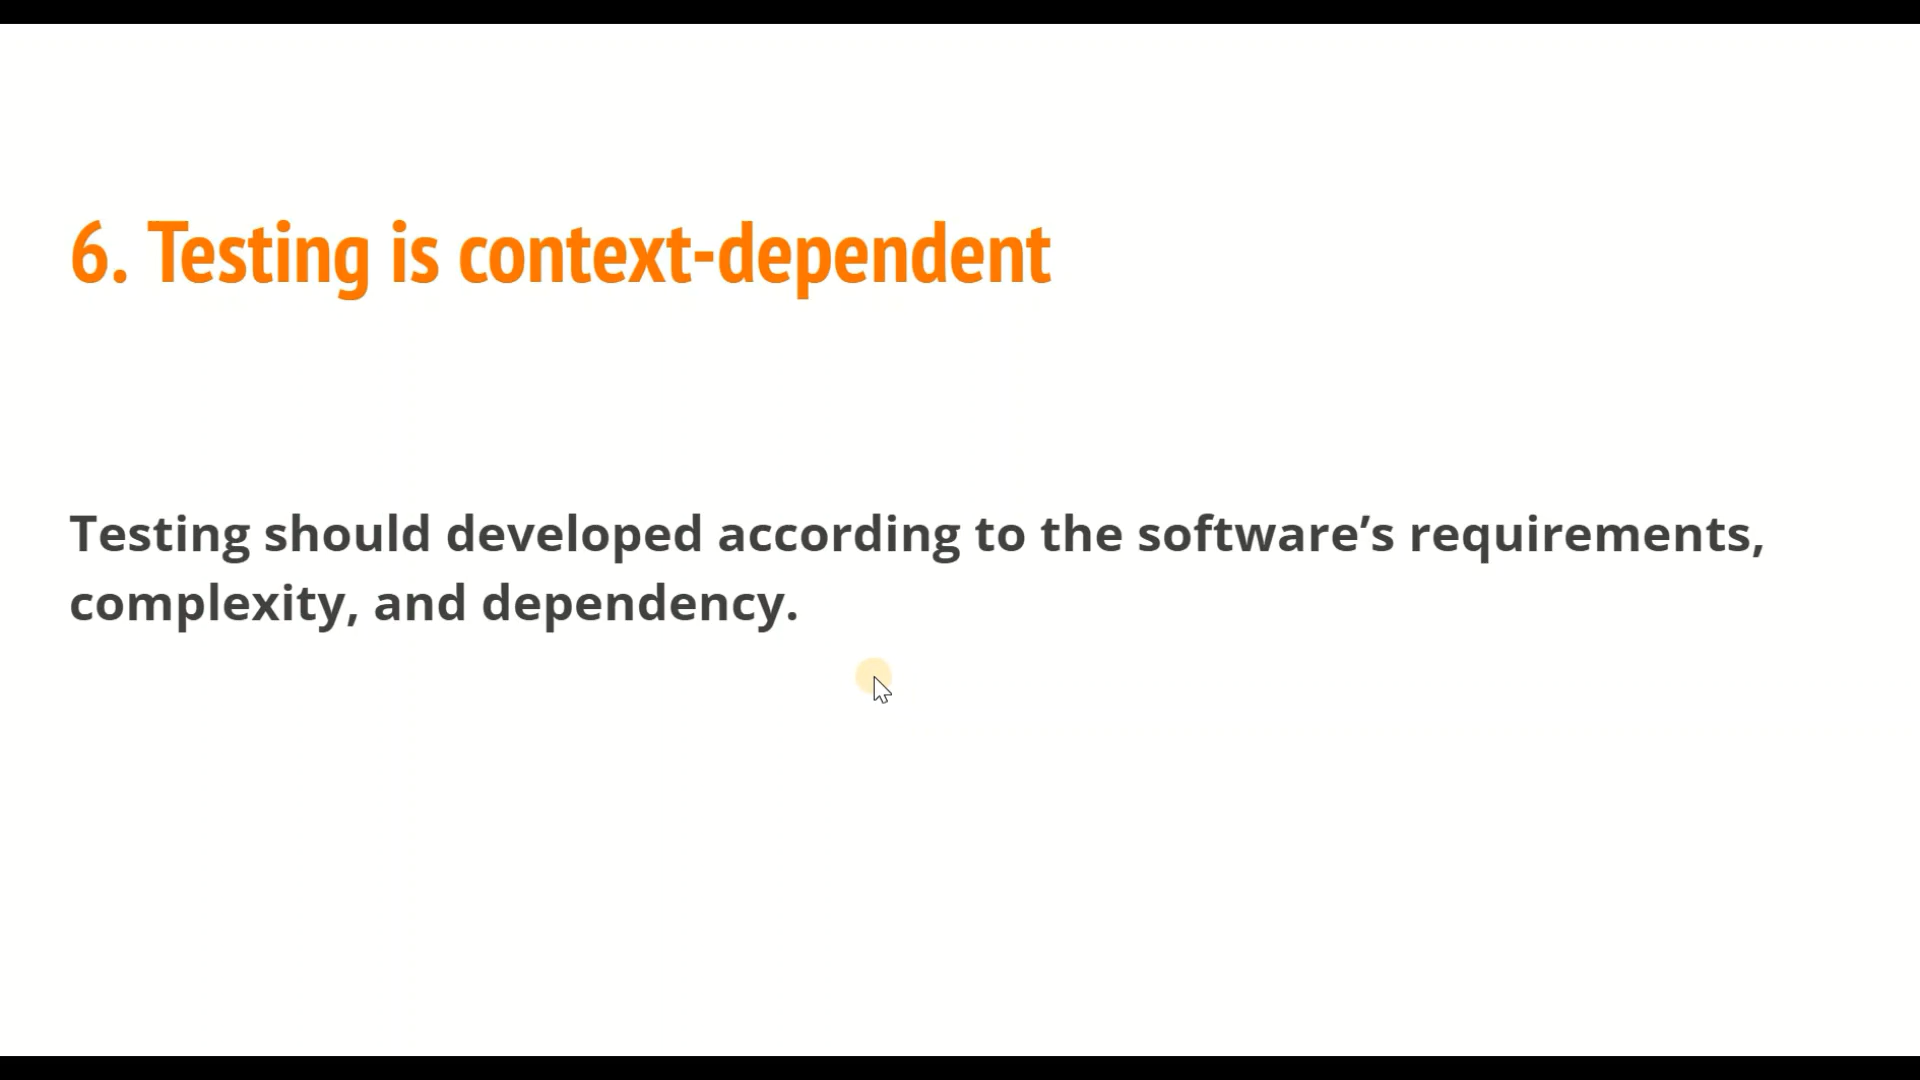 6. Testing is context-dependent
Testing should developed according to the software’s requirements,
complexity, and dependency.